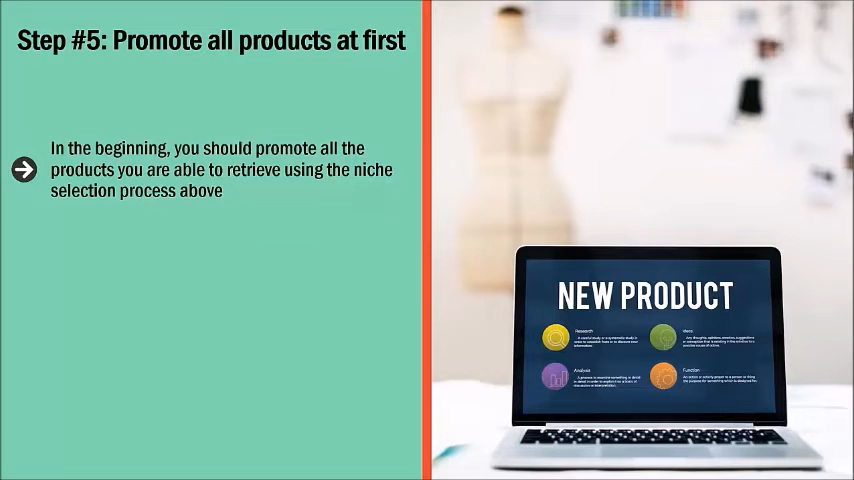 Step #5: Promote all products at first
In the beginning, you should promote all the
products you are able to retrieve using the niche
selection process above
NEW PRODUCT
Research
Ideas
Analysis
Function